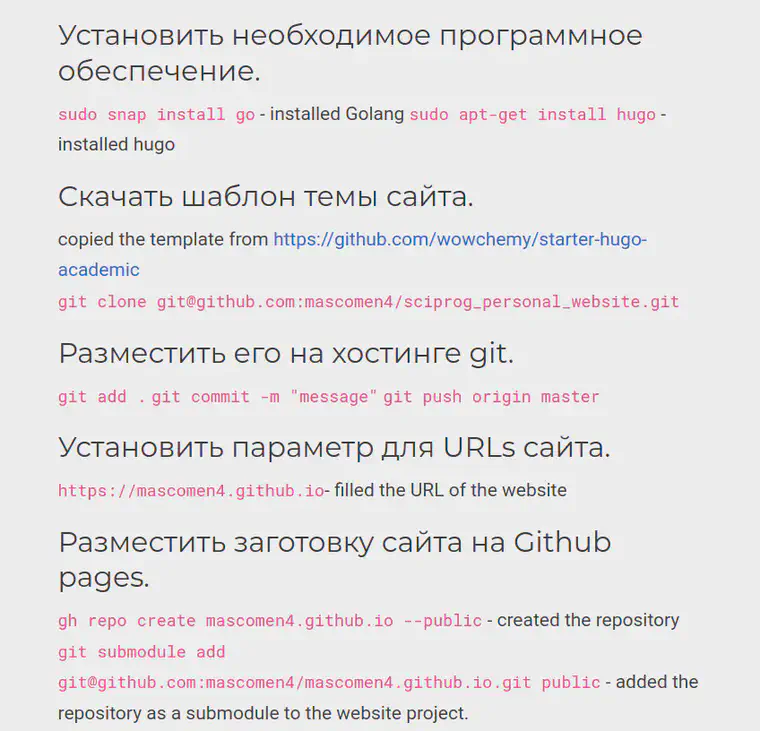 Установить необходимое программное
обеспечение.
sudo snap install go - installed Golang sudo apt-get install hugo -
installed hugo
Скачать шаблон темы сайта.
copied the template from https://github.com/wowchemy/starter-hugo-
academic
git clone git@github.com:mascomen4/sciprog_personal_website.git
Разместить его на хостинге git.
git add . git commit -m "message" git push origin master
Установить параметр для URLs сайта.
https://mascomen4.github.io- filled the URL of the website
Разместить заготовку сайта на Github
pages.
gh repo create mascomen4.github.io --public - created the repository
git submodule add
git@github.com:mascomen4/mascomen4.github.io.git public - added the
repository as a submodule to the website project.